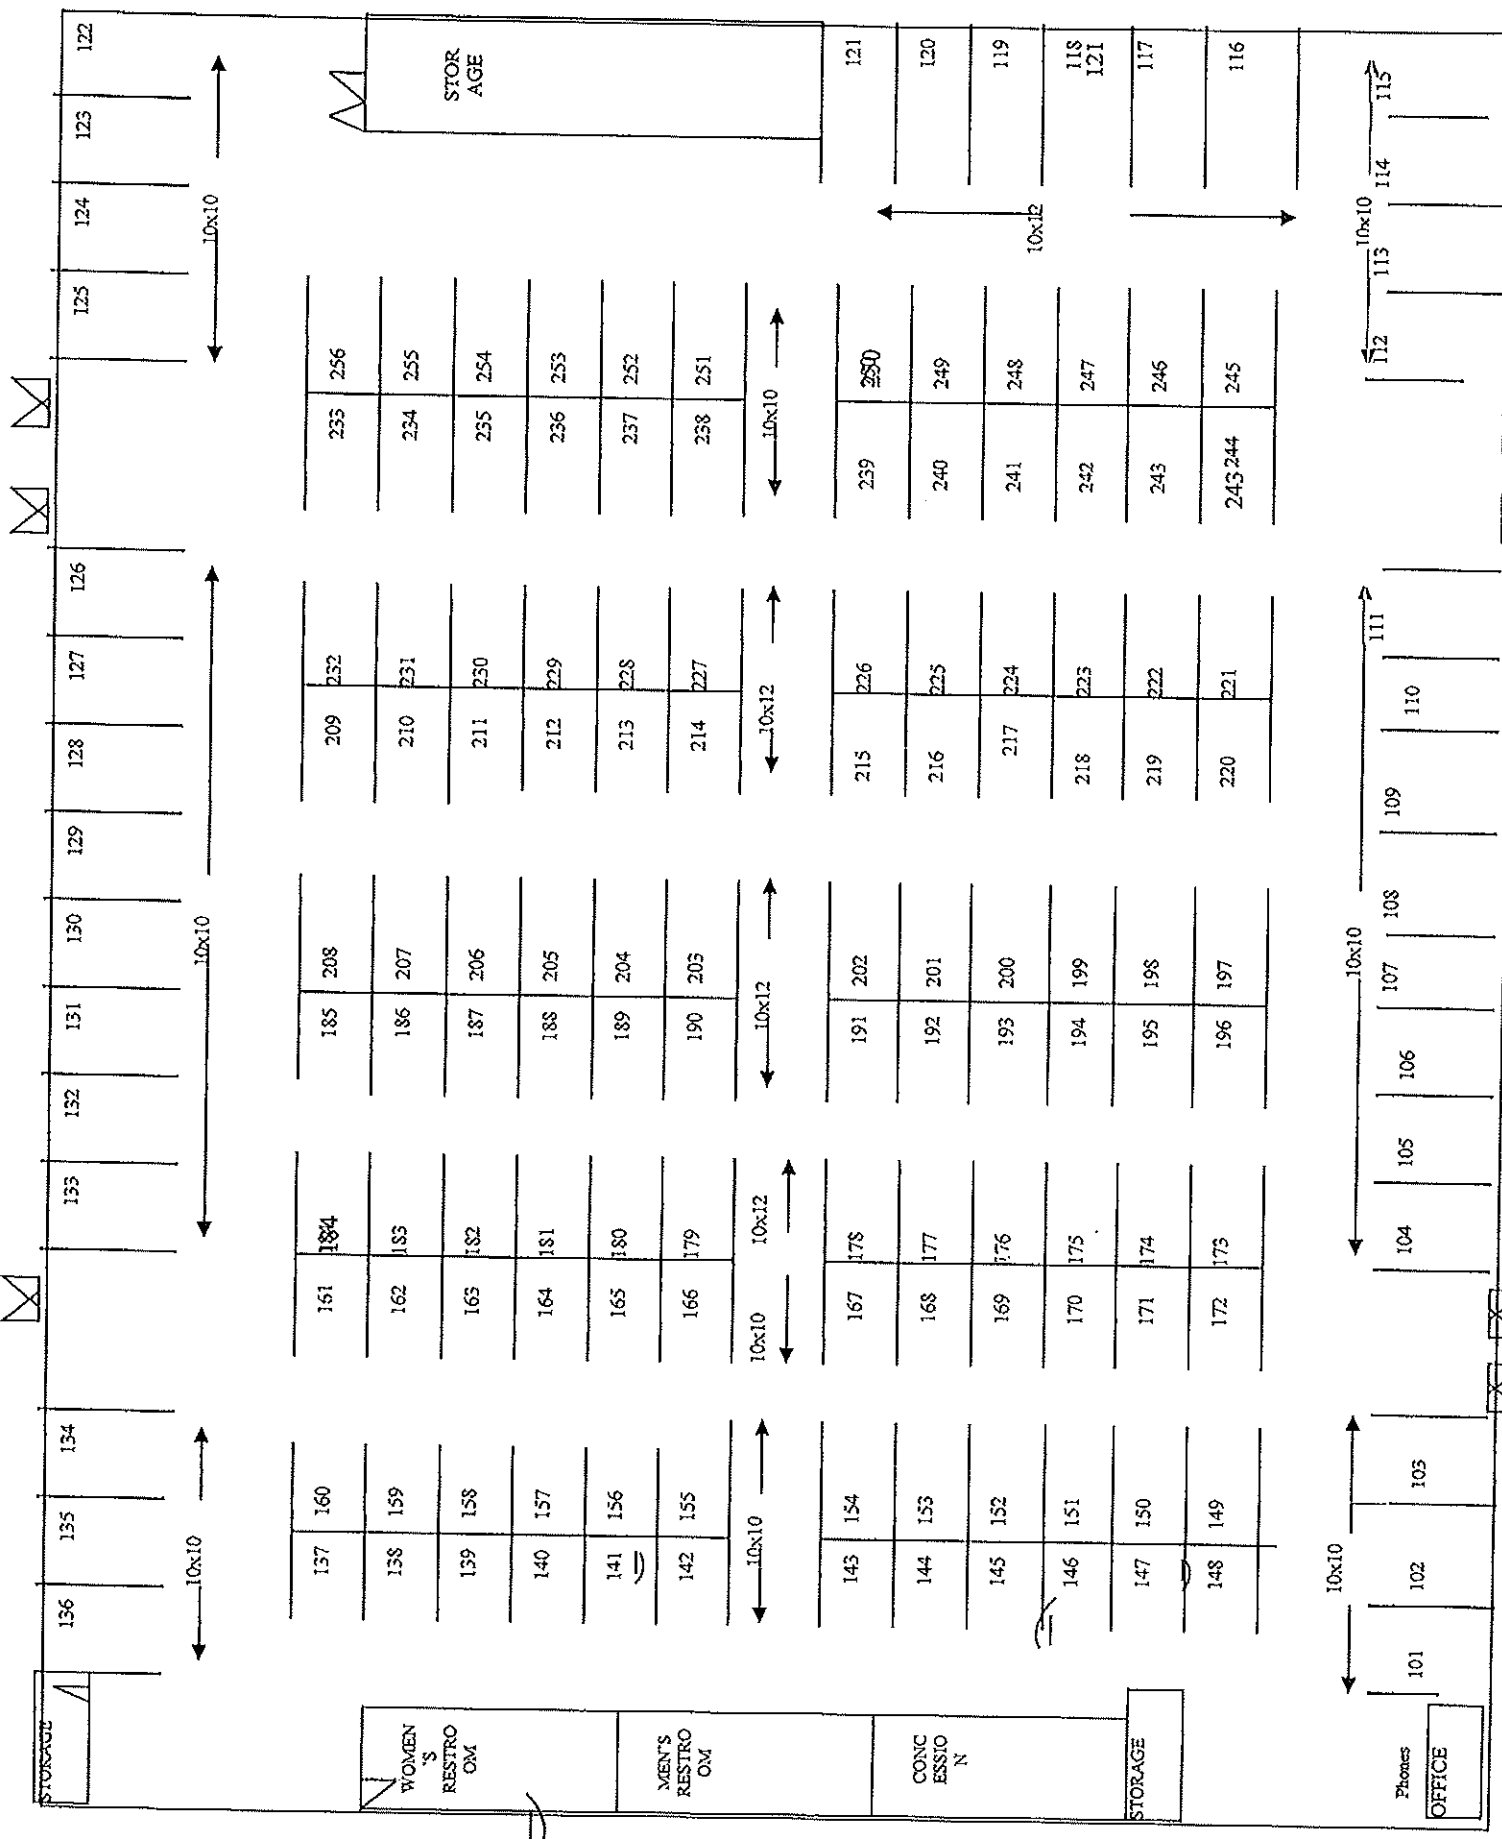 STORAGE
136 135 134 133 132 131 130 129 128 127 126 125 124 123 122
10x10 10x10 10x10
WOMEN
'S
RESTRO
OM
STOR
AGE
137 160 161 184 185 208 209 232 233 256
138 159 162 183 186 207 210 231 234 255
139 158 163 182 187 206 211 230 235 254
140 157 164 181 188 205 212 229 236 253
141 156 165 180 189 204 213 228 237 252
142 155 166 179 190 203 214 227 238 251
MEN'S
RESTRO
OM
10x10 10x10 10x12 10x12 10x12 10x10
143 154 167 178 191 202 215 226 239 250 121
144 153 168 177 192 201 216 225 240 249 120
145 152 169 176 193 200 217 224 241 248 119
CONC
ESSIO
N
10x12
146 151 170 175 194 199 218 223 242 247 118
121
147 150 171 174 195 198 219 222 243 246 117
148 149 172 173 196 197 220 221 243 244 245 116
STORAGE
10x10 10x10 10x10
Phones
101 102 103 104 105 106 107 108 109 110 111 112 113 114 115
OFFICE